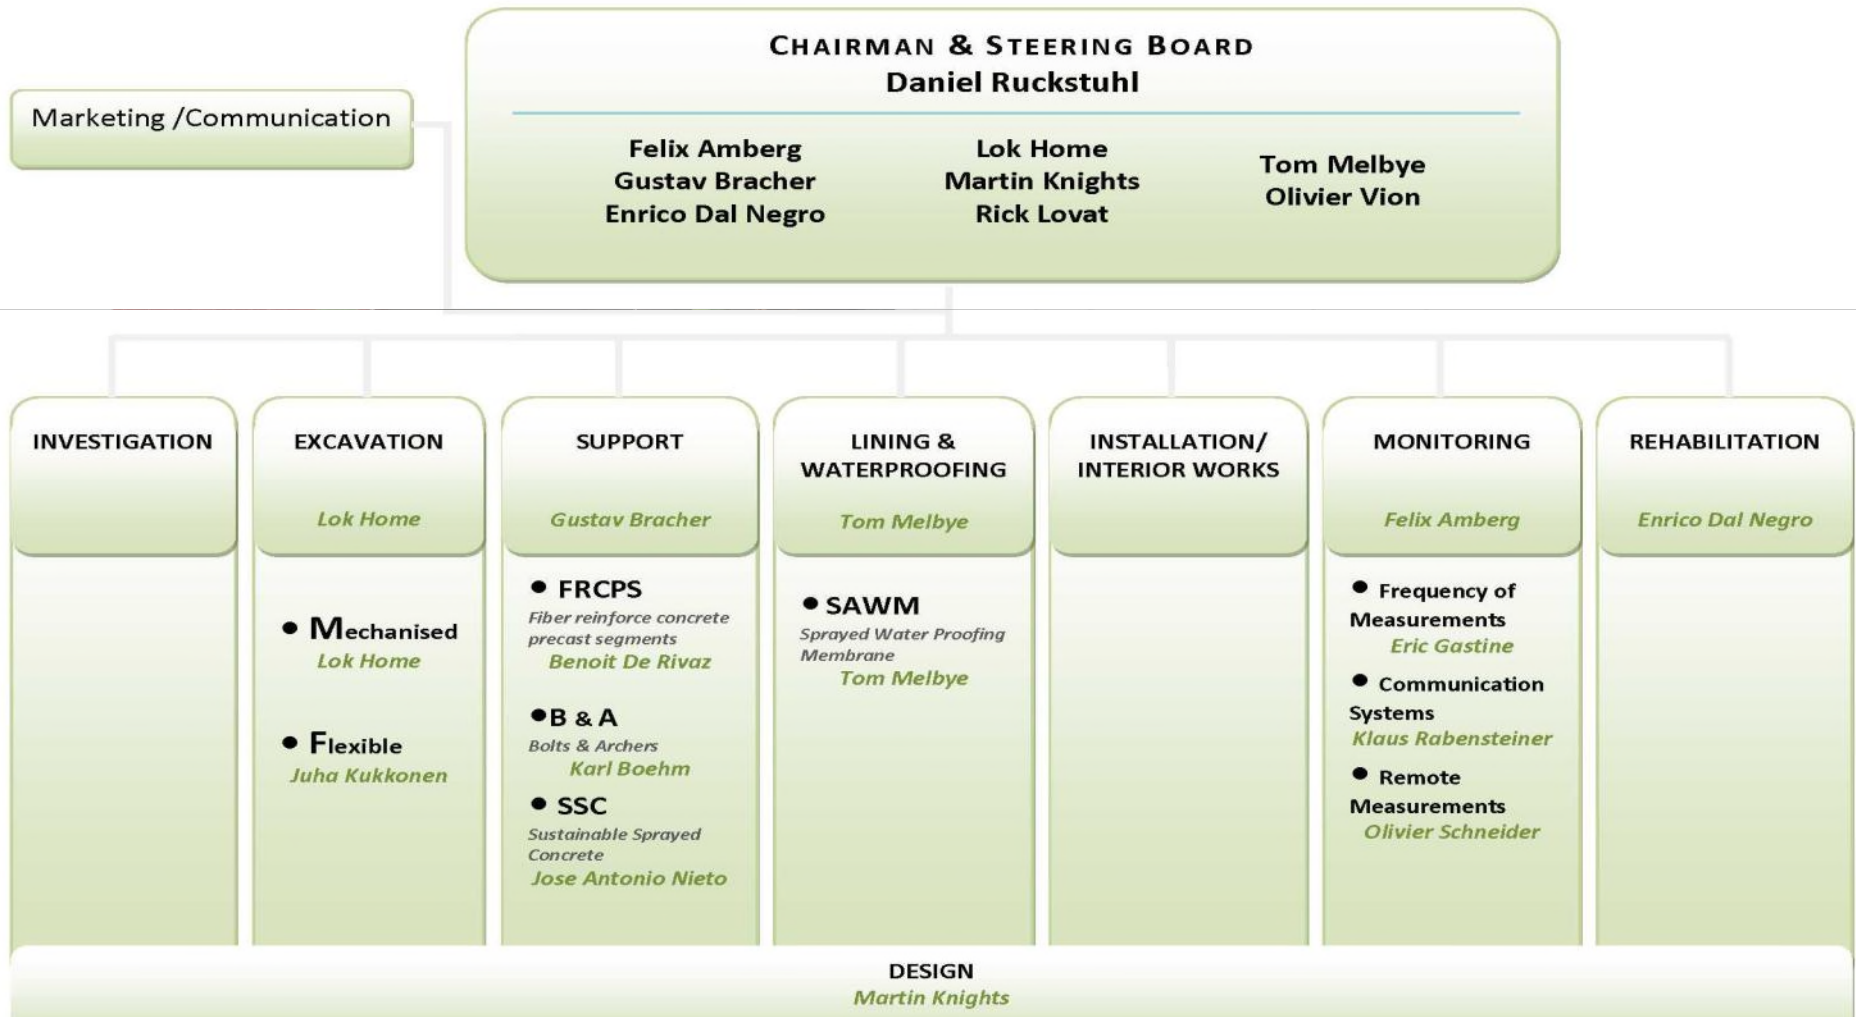 CHAIRMAN & STEERING BOARD
Daniel Ruckstuhl
Marketing /Communication
Felix Amberg
Gustav Bracher
Enrico Dal Negro
Lok Home
Martin Knights
Rick Lovat
Tom Melbye
Olivier Vion
INVESTIGATION
EXCAVATION
Lok Home
• Mechanised
Lok Home
• Flexible
Juha Kukkonen
SUPPORT
Gustav Bracher
• FRCPS
Fiber reinforce concrete
precast segments
Benoit De Rivaz
•B & A
Bolts & Archers
Karl Boehm
• SSC
Sustainable Sprayed
Concrete
Jose Antonio Nieto
LINING &
WATERPROOFING
Tom Melbye
• SAWM
Sprayed Water Proofing
Membrane
Tom Melbye
INSTALLATION/
INTERIOR WORKS
MONITORING
Felix Amberg
• Frequency of
Measurements
Eric Gastine
• Communication
Systems
Klaus Rabensteiner
• Remote
Measurements
Olivier Schneider
REHABILITATION
Enrico Dal Negro
DESIGN
Martin Knights